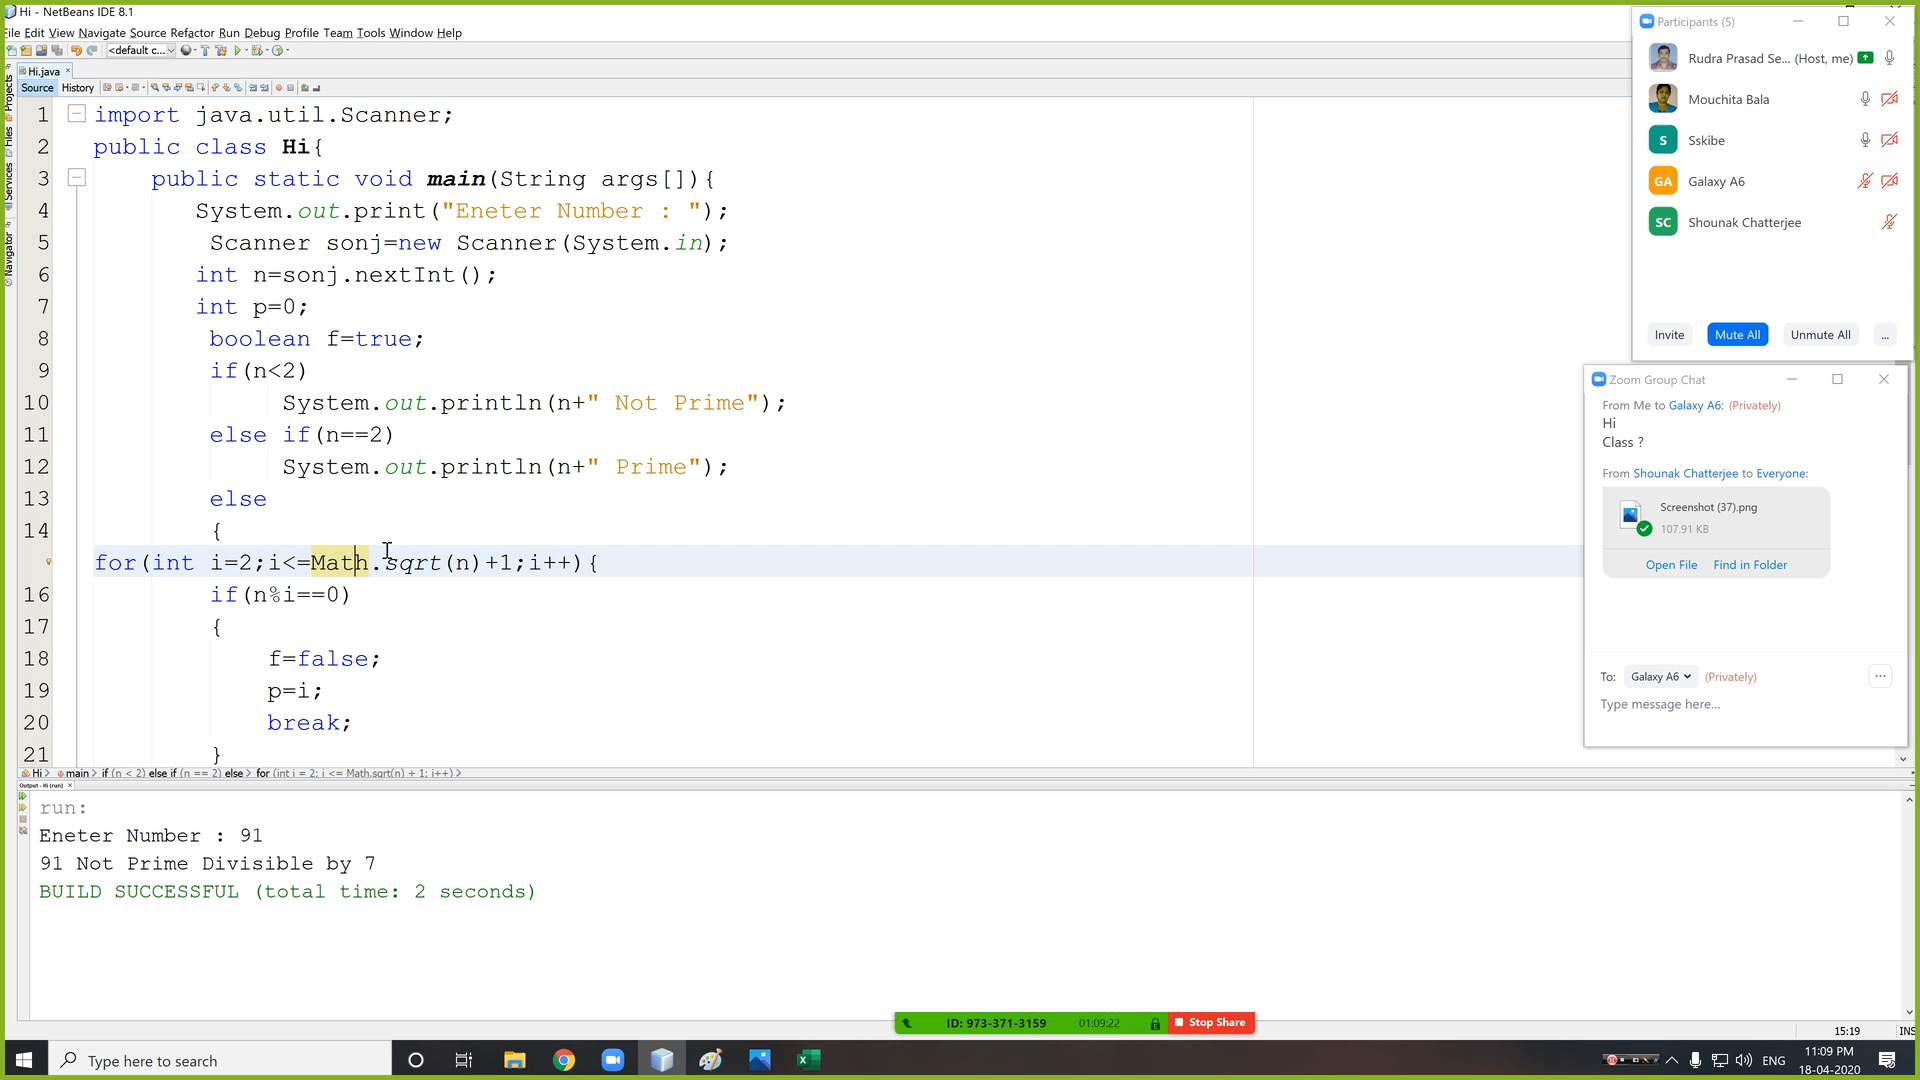 Hi - NetBeans IDE 8.1
File Edit View Navigate Source Refactor Run Debug Profile Team Tools Window Help
<default c...
Hi.java
Source History
Projects
Files
Services
Navigator
1 import java.util.Scanner;
2 public class Hi{
3 public static void main(String args[]){
4 System.out.print("Eneter Number : ");
5 Scanner sonj=new Scanner(System.in);
6 int n=sonj.nextInt();
7 int p=0;
8 boolean f=true;
9 if(n<2)
10 System.out.println(n+" Not Prime");
11 else if(n==2)
12 System.out.println(n+" Prime");
13 else
14 {
for(int i=2;i<=Math.sqrt(n)+1;i++){
16 if(n%i==0)
17 {
18 f=false;
19 p=i;
20 break;
21 }
Hi > main > if (n < 2) else if (n == 2) else > for (int i = 2; i <= Math.sqrt(n) + 1; i++) >
Output - Hi (run)
run:
Eneter Number : 91
91 Not Prime Divisible by 7
BUILD SUCCESSFUL (total time: 2 seconds)
Participants (5)
Rudra Prasad Se... (Host, me)
Mouchita Bala
S Sskibe
GA Galaxy A6
SC Shounak Chatterjee
Invite Mute All Unmute All ...
Zoom Group Chat
From Me to Galaxy A6: (Privately)
Hi
Class ?
From Shounak Chatterjee to Everyone:
Screenshot (37).png
107.91 KB
Open File Find in Folder
To: Galaxy A6 (Privately)
Type message here...
ID: 973-371-3159 01:09:22 Stop Share
15:19 INS
Type here to search
ENG
11:09 PM
18-04-2020